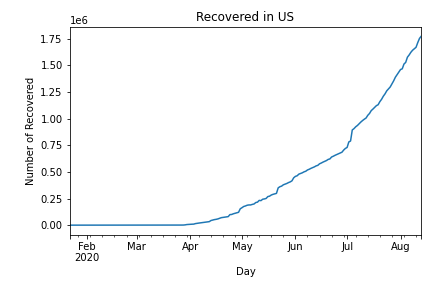 Recovered in US
1e6
1.75
1.50
1.25
1.00
0.75
0.50
0.25
0.00
Number of Recovered
Feb Mar Apr May Jun Jul Aug
2020
Day